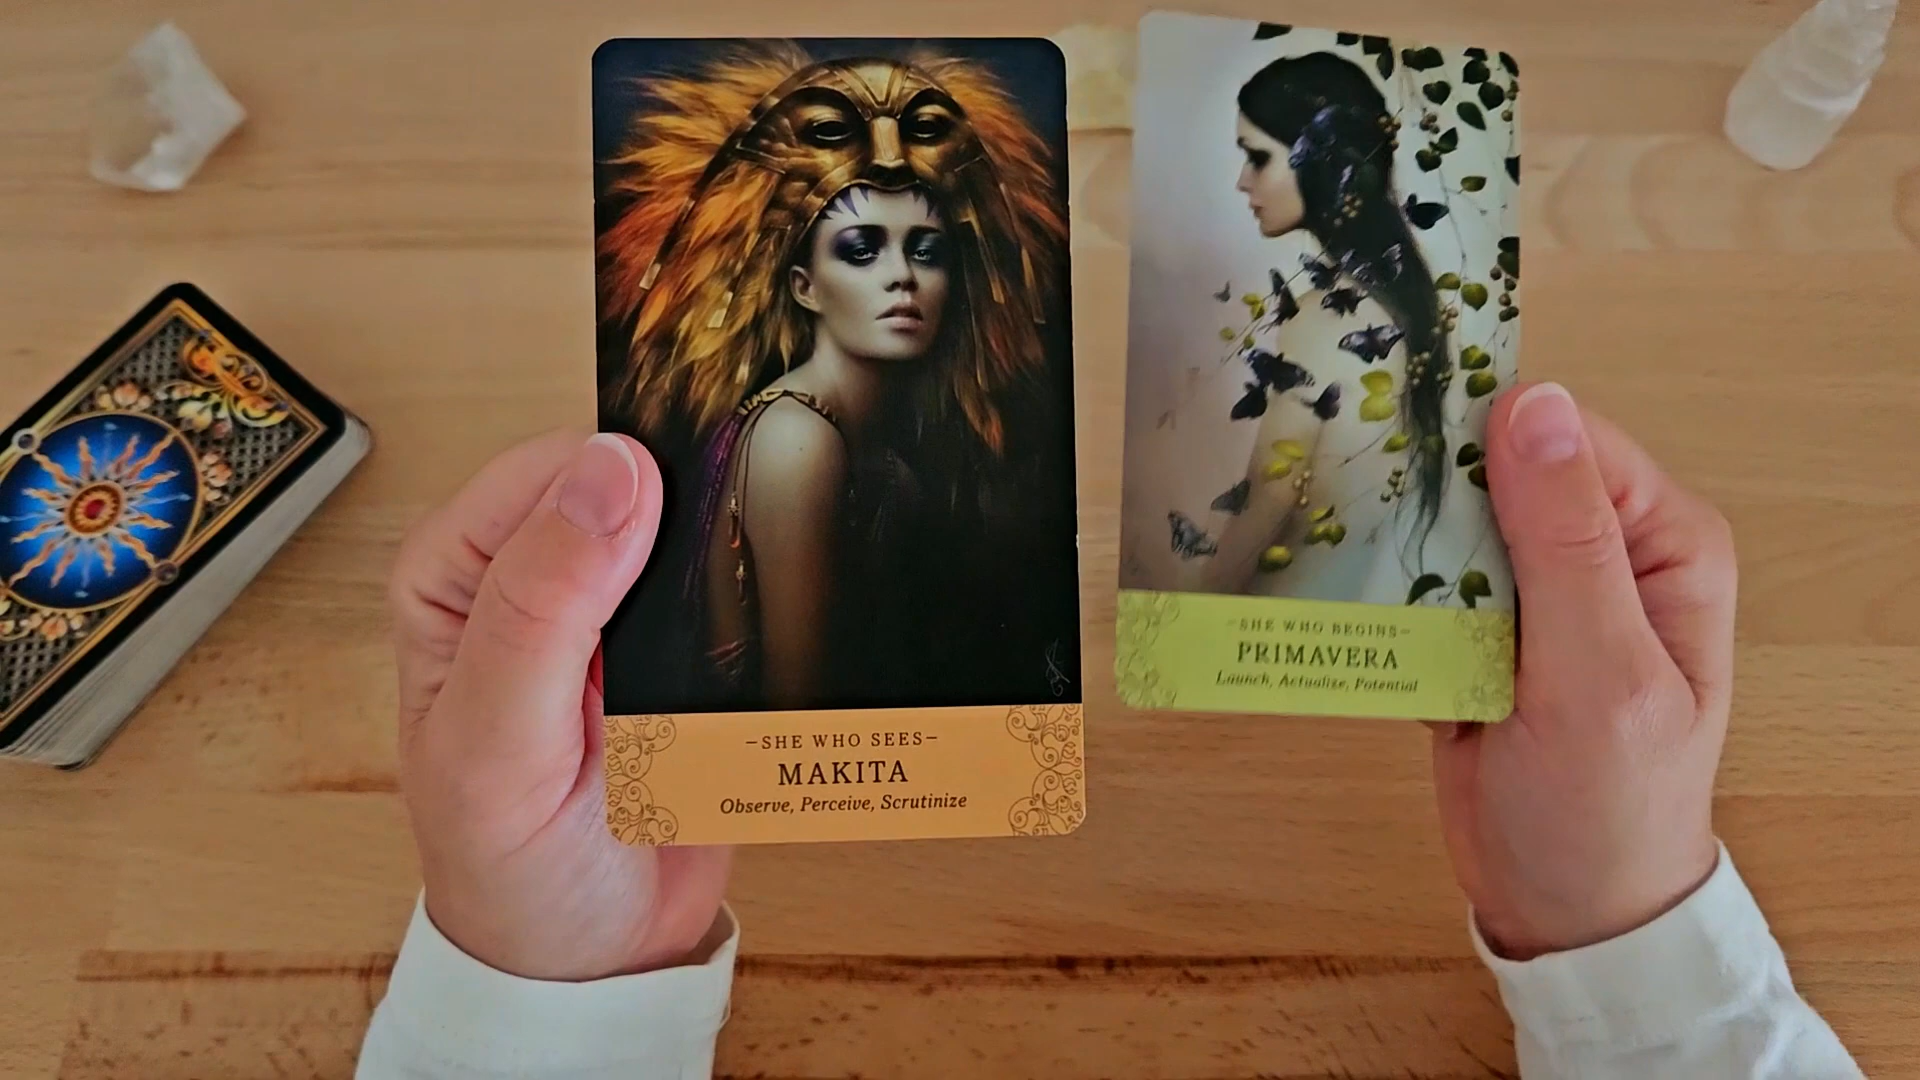 –SHE WHO SEES–
MAKITA
Observe, Perceive, Scrutinize
–SHE WHO BEGINS–
PRIMAVERA
Launch, Actualize, Potential